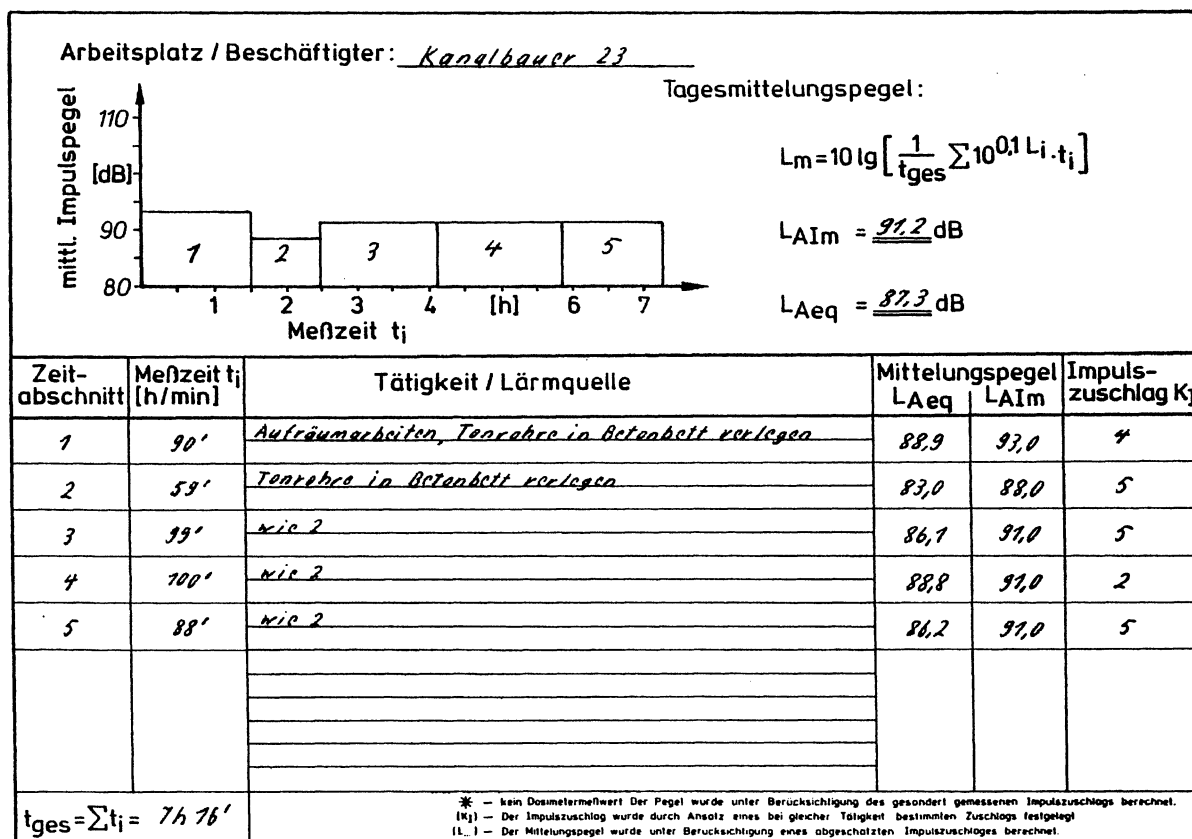 Arbeitsplatz / Beschäftigter: Kanalbauer 23
mittl. Impulspegel
[dB]
110
90
80
1 2 3 4 5
1 2 3 4 [h] 6 7
Meßzeit ti
Tagesmittelungspegel:
Lm = 10 lg [ 1/tges ∑ 10^0,1 Li · ti ]
LAIm = 91,2 dB
LAeq = 87,3 dB
Zeit-abschnitt Meßzeit ti [h/min] Tätigkeit / Lärmquelle Mittelungspegel LAeq LAIm Impuls-zuschlag KI
1 90' Aufräumarbeiten, Tonrohre in Betonbett verlegen 88,9 93,0 4
2 59' Tonrohre in Betonbett verlegen 83,0 88,0 5
3 99' wie 2 86,1 91,0 5
4 100' wie 2 88,8 91,0 2
5 88' wie 2 86,2 91,0 5
tges = ∑ti = 7h 16'
* – kein Dosimetermeßwert Der Pegel wurde unter Berücksichtigung des gesondert gemessenen Impulszuschlags berechnet.
(KI) – Der Impulszuschlag wurde durch Ansatz eines bei gleicher Tätigkeit bestimmten Zuschlags festgelegt
(L_) – Der Mittelungspegel wurde unter Berucksichtigung eines abgeschatzten Impulszuschloges berechnet.